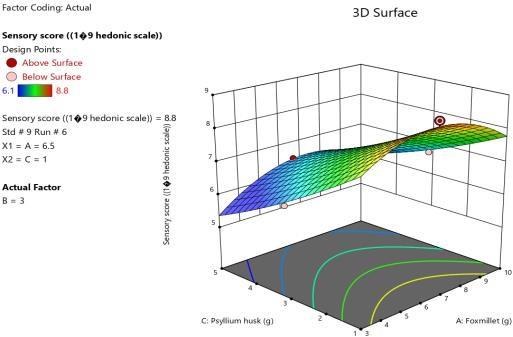 Factor Coding: Actual
3D Surface
Sensory score ((1�9 hedonic scale))
Design Points:
Above Surface
Below Surface
6.1 8.8
Sensory score ((1�9 hedonic scale)) = 8.8
Std # 9 Run # 6
X1 = A = 6.5
X2 = C = 1
Actual Factor
B = 3
Sensory score ((1�9 hedonic scale))
9
8
7
6
5
5
4
3
2
1
3
4
5
6
7
8
9
10
C: Psyllium husk (g)
A: Foxmillet (g)